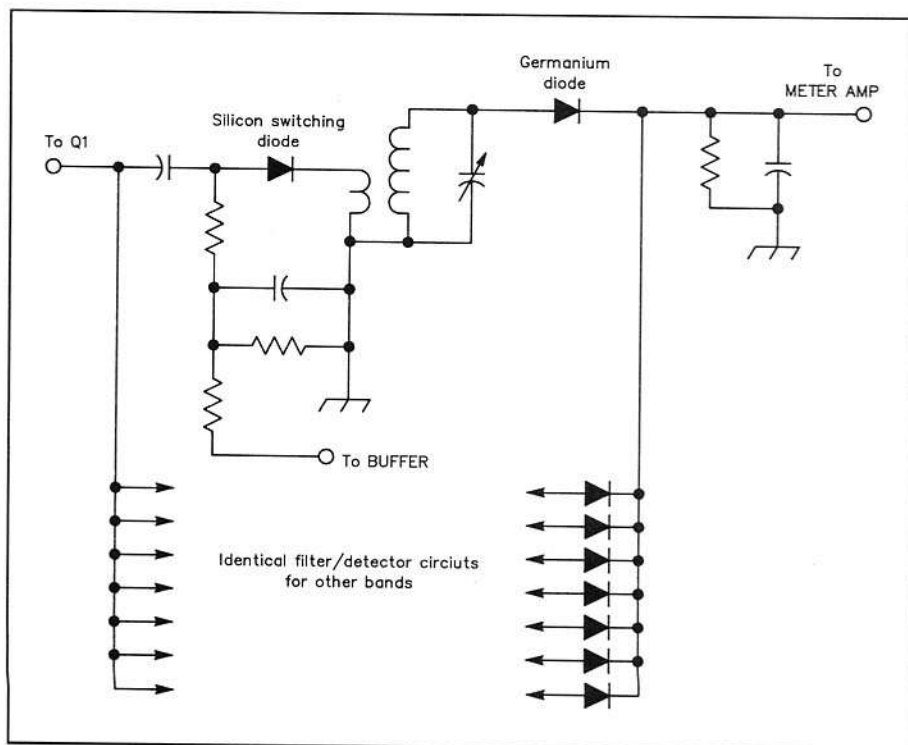 Germanium
diode
To
METER AMP
Silicon switching
diode
To Q1
To BUFFER
Identical filter/detector circiuts
for other bands